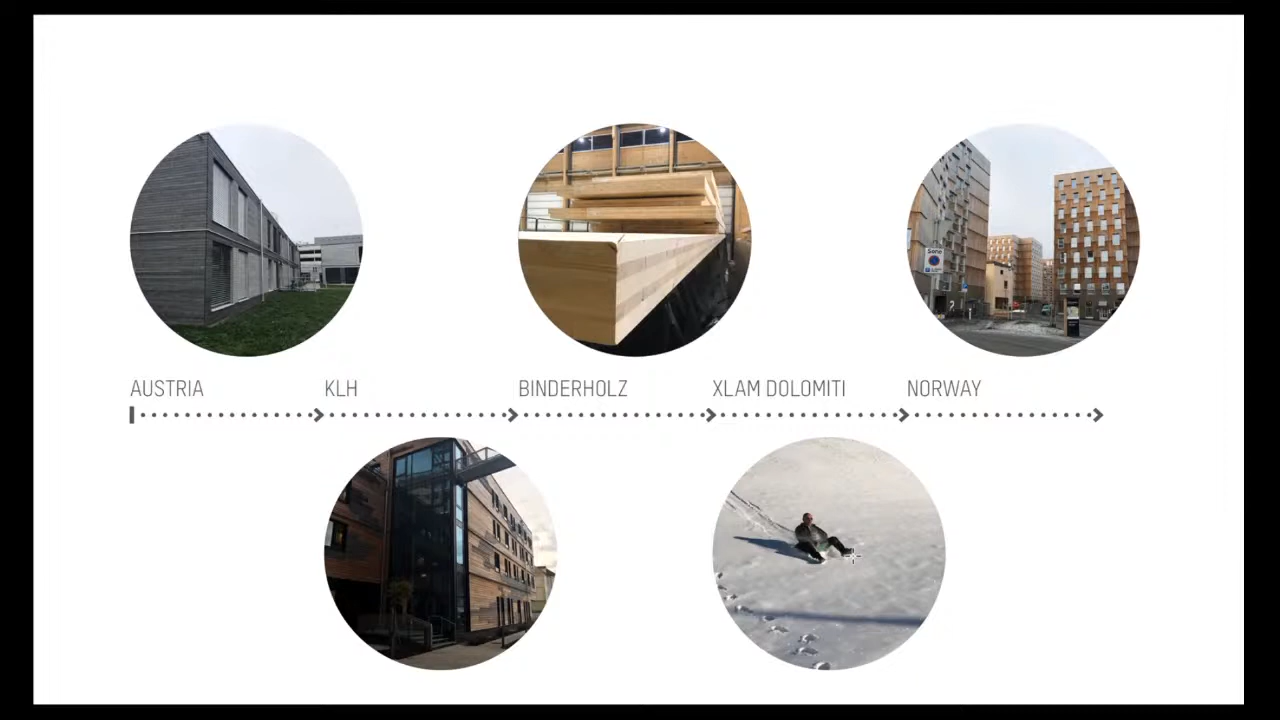 AUSTRIA
KLH
BINDERHOLZ
XLAM DOLOMITI
NORWAY